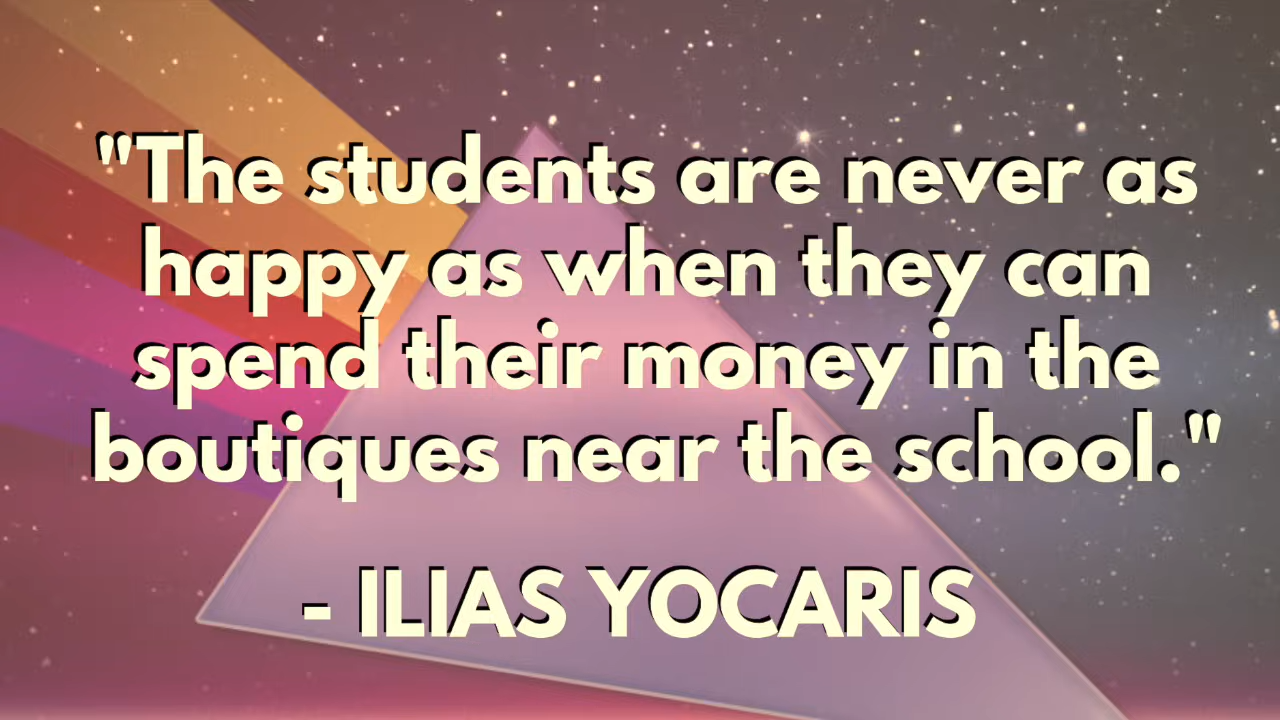 "The students are never as
happy as when they can
spend their money in the
boutiques near the school."
- ILIAS YOCARIS